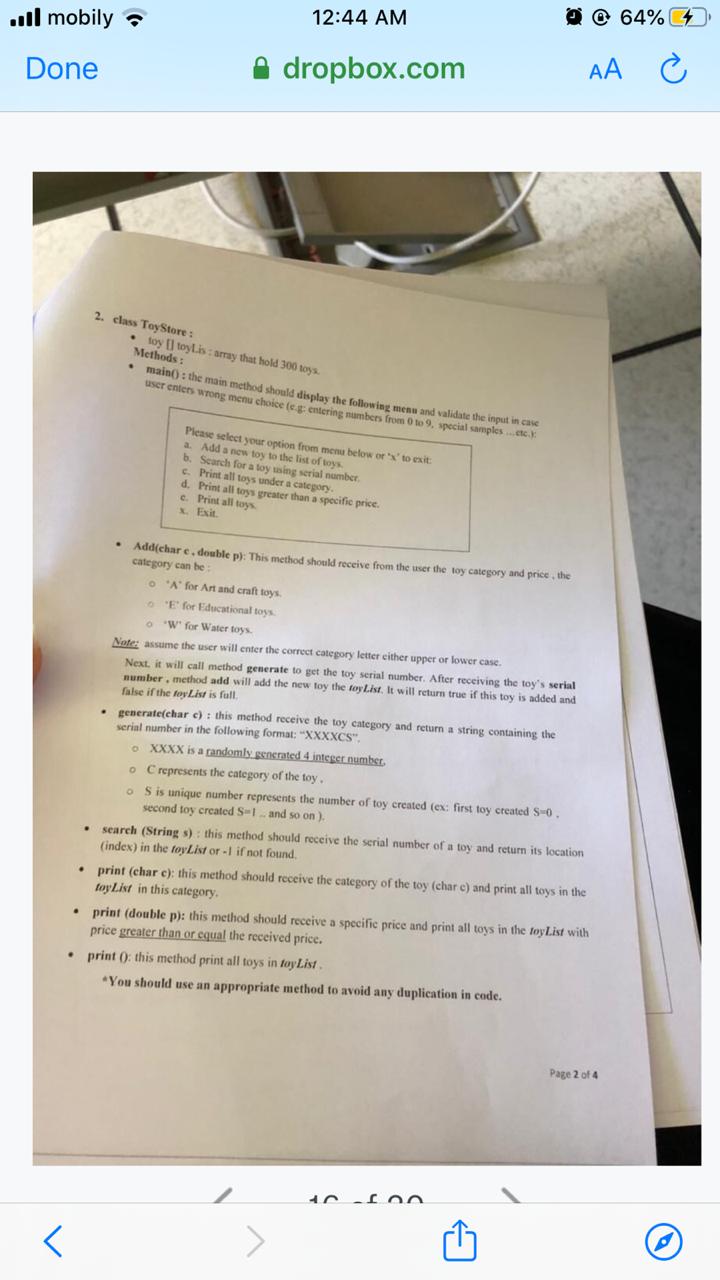 mobily
12:44 AM
64%
Done
dropbox.com
AA
2. class ToyStore :
• toy [] toyLis : array that hold 300 toys.
Methods :
• main() : the main method should display the following menu and validate the input in case
user enters wrong menu choice (e.g: entering numbers from 0 to 9, special samples ...etc.):
Please select your option from menu below or 'x' to exit:
a. Add a new toy to the list of toys.
b. Search for a toy using serial number.
c. Print all toys under a category.
d. Print all toys greater than a specific price.
e. Print all toys.
x. Exit.
• Add(char c , double p): This method should receive from the user the toy category and price , the
category can be :
o 'A' for Art and craft toys.
o 'E' for Educational toys.
o 'W' for Water toys.
Note: assume the user will enter the correct category letter either upper or lower case.
Next, it will call method generate to get the toy serial number. After receiving the toy's serial
number , method add will add the new toy the toyList. It will return true if this toy is added and
false if the toyList is full.
• generate(char c) : this method receive the toy category and return a string containing the
serial number in the following format: "XXXXCS".
o XXXX is a randomly generated 4 integer number.
o C represents the category of the toy .
o S is unique number represents the number of toy created (ex: first toy created S=0 ,
second toy created S=1 .. and so on ).
• search (String s) : this method should receive the serial number of a toy and return its location
(index) in the toyList or -1 if not found.
• print (char c): this method should receive the category of the toy (char c) and print all toys in the
toyList in this category.
• print (double p): this method should receive a specific price and print all toys in the toyList with
price greater than or equal the received price.
• print (): this method print all toys in toyList .
*You should use an appropriate method to avoid any duplication in code.
Page 2 of 4
16 of 20